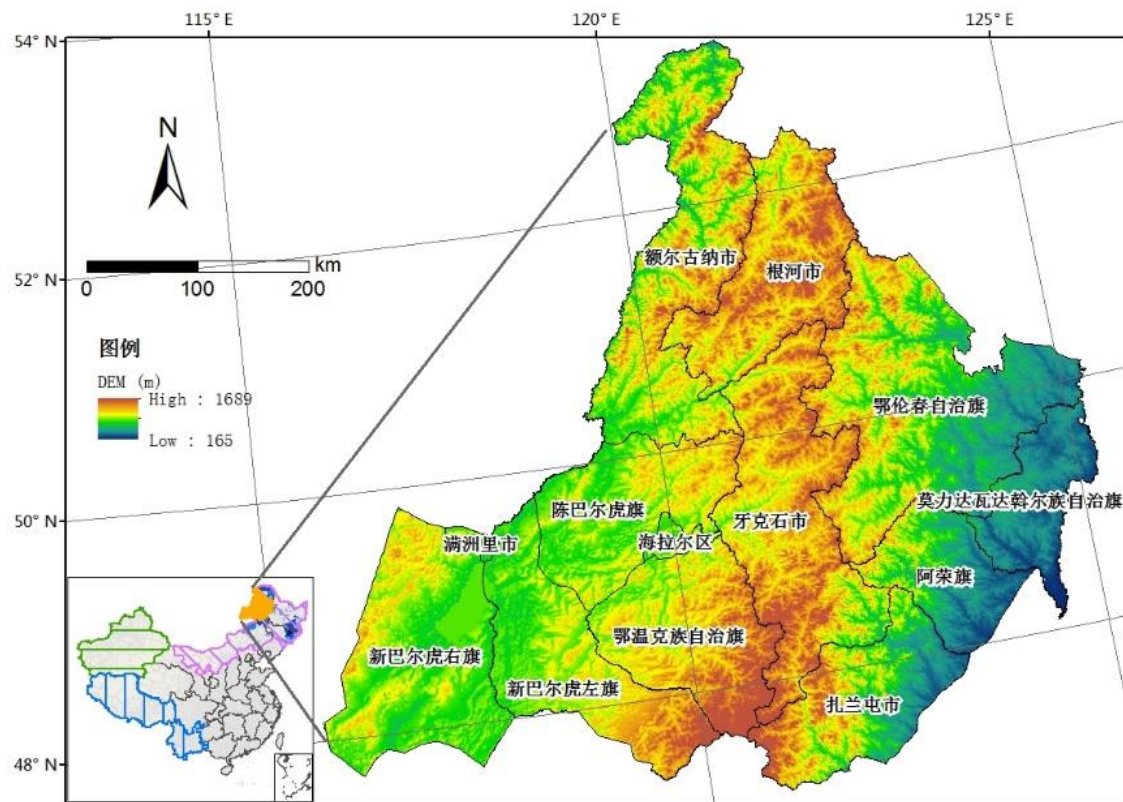 115° E
120° E
125° E
54° N
N
52° N
额尔古纳市
根河市
km
0
100
200
图例
DEM (m)
High : 1689
Low : 165
鄂伦春自治旗
50° N
陈巴尔虎旗
莫力达瓦达斡尔族自治旗
满洲里市
海拉尔区
牙克石市
阿荣旗
鄂温克族自治旗
新巴尔虎右旗
新巴尔虎左旗
扎兰屯市
48° N